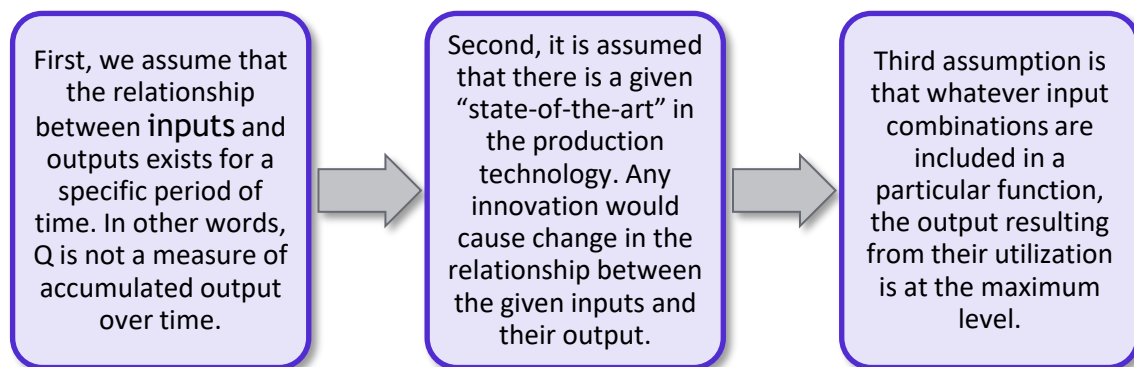 First, we assume that
the relationship
between inputs and
outputs exists for a
specific period of
time. In other words,
Q is not a measure of
accumulated output
over time.
Second, it is assumed
that there is a given
“state-of-the-art” in
the production
technology. Any
innovation would
cause change in the
relationship between
the given inputs and
their output.
Third assumption is
that whatever input
combinations are
included in a
particular function,
the output resulting
from their utilization
is at the maximum
level.